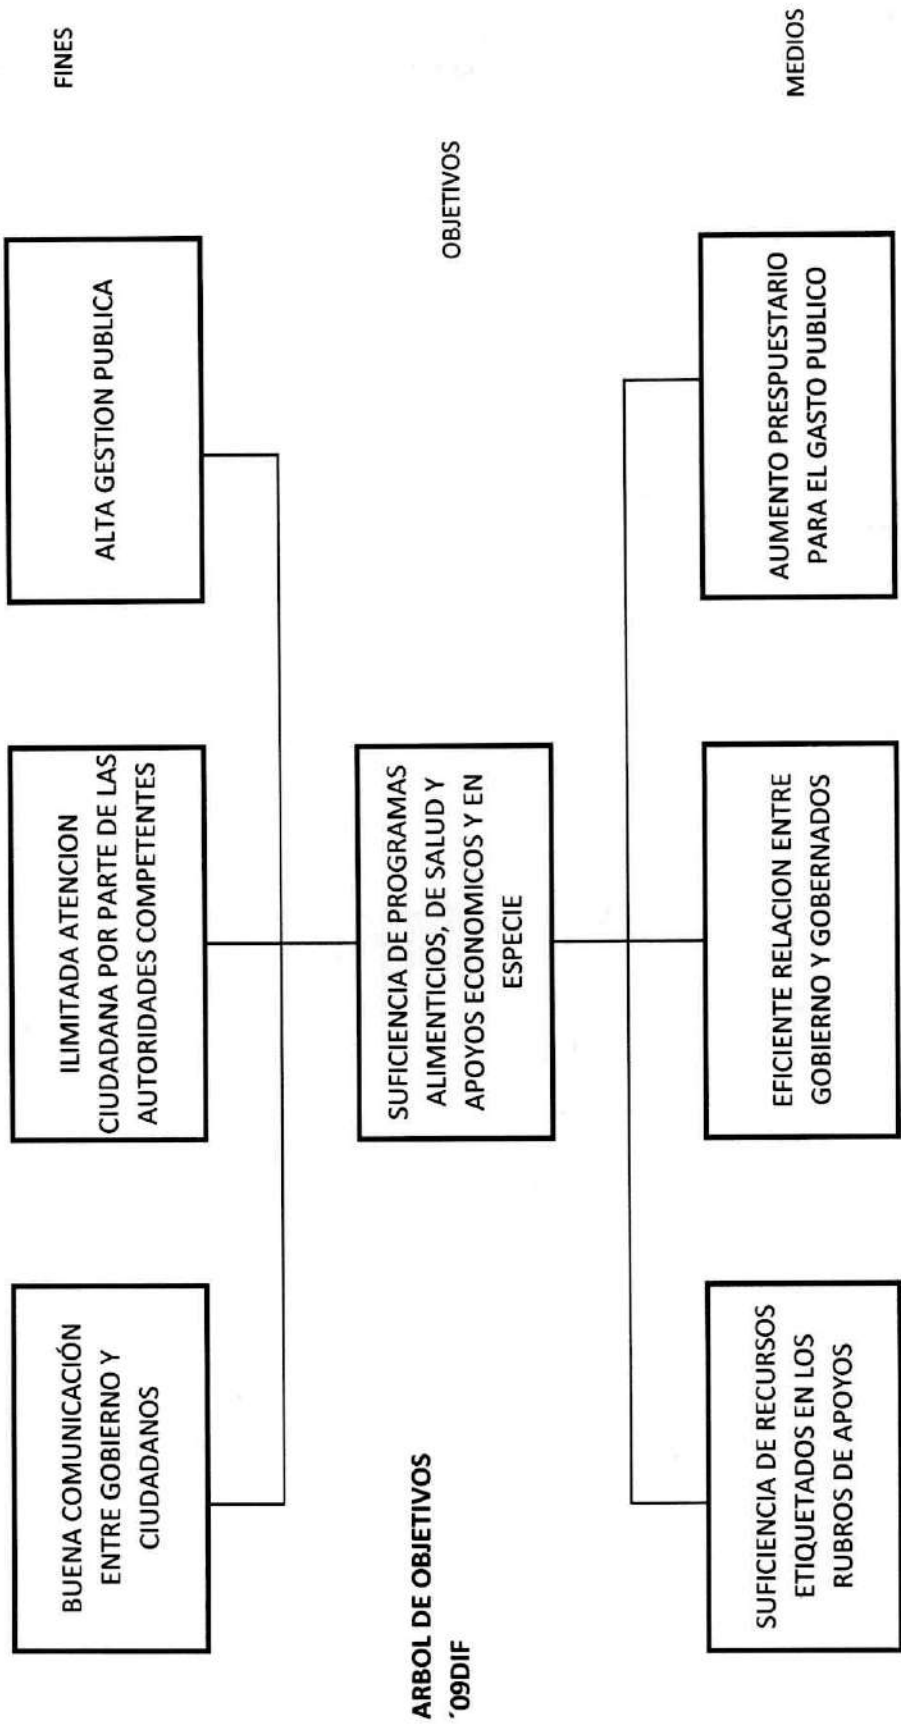 BUENA COMUNICACIÓN
ENTRE GOBIERNO Y
CIUDADANOS
ILIMITADA ATENCION
CIUDADANA POR PARTE DE LAS
AUTORIDADES COMPETENTES
ALTA GESTION PUBLICA
FINES
ARBOL DE OBJETIVOS
´09DIF
SUFICIENCIA DE PROGRAMAS
ALIMENTICIOS, DE SALUD Y
APOYOS ECONOMICOS Y EN
ESPECIE
OBJETIVOS
SUFICIENCIA DE RECURSOS
ETIQUETADOS EN LOS
RUBROS DE APOYOS
EFICIENTE RELACION ENTRE
GOBIERNO Y GOBERNADOS
AUMENTO PRESPUESTARIO
PARA EL GASTO PUBLICO
MEDIOS